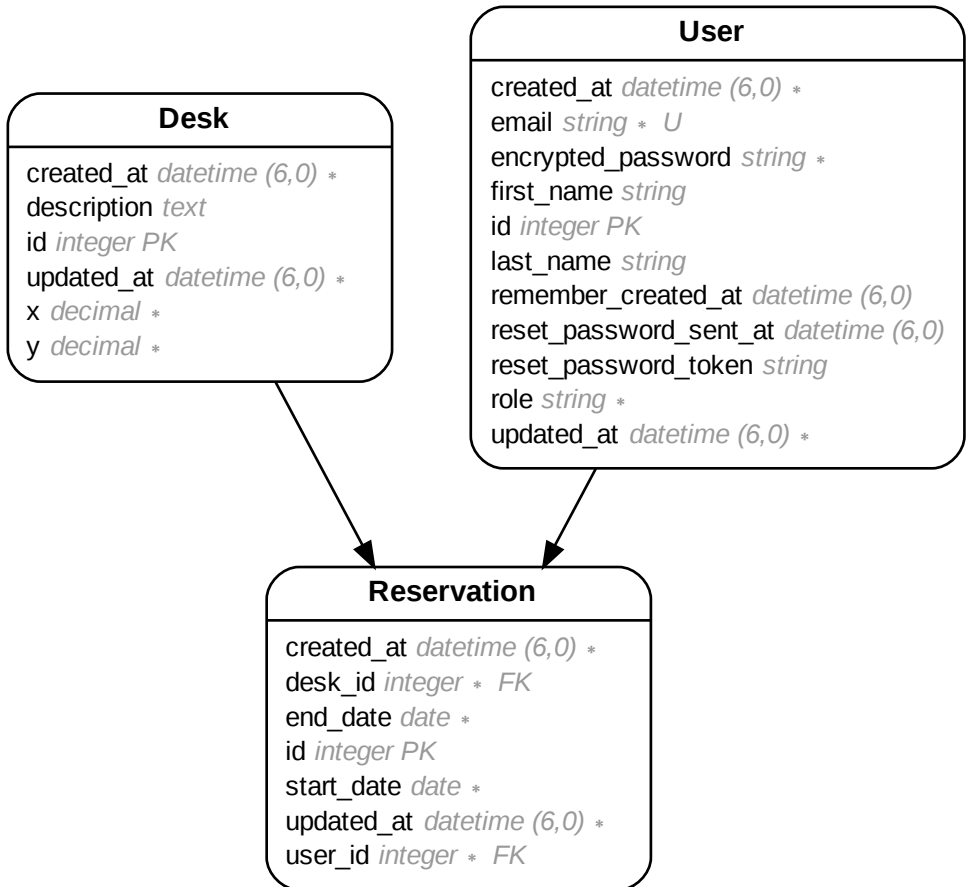 Desk
created_at datetime (6,0) *
description text
id integer PK
updated_at datetime (6,0) *
x decimal *
y decimal *
User
created_at datetime (6,0) *
email string * U
encrypted_password string *
first_name string
id integer PK
last_name string
remember_created_at datetime (6,0)
reset_password_sent_at datetime (6,0)
reset_password_token string
role string *
updated_at datetime (6,0) *
Reservation
created_at datetime (6,0) *
desk_id integer * FK
end_date date *
id integer PK
start_date date *
updated_at datetime (6,0) *
user_id integer * FK